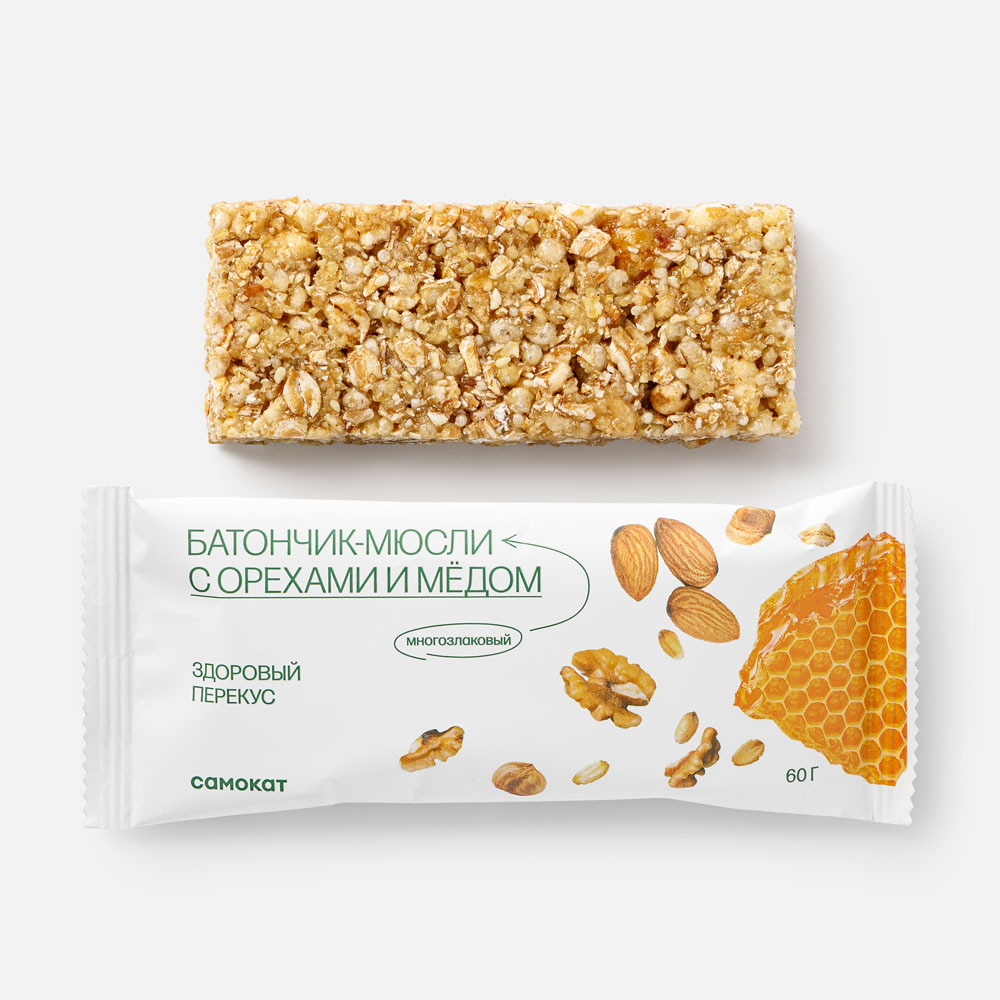 БАТОНЧИК-МЮСЛИ
С ОРЕХАМИ И МЁДОМ
многозлаковый
ЗДОРОВЫЙ
ПЕРЕКУС
самокат
60 Г